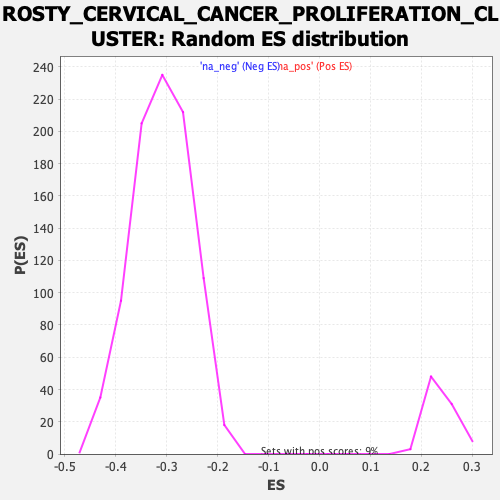 ROSTY_CERVICAL_CANCER_PROLIFERATION_CL
USTER: Random ES distribution
'na_neg' (Neg ES)
na_pos' (Pos ES)
240
220
200
180
160
140
120
100
80
60
40
20
0
P(ES)
Sets with pos scores: 9%
-0.5 -0.4 -0.3 -0.2 -0.1 0.0 0.1 0.2 0.3
ES